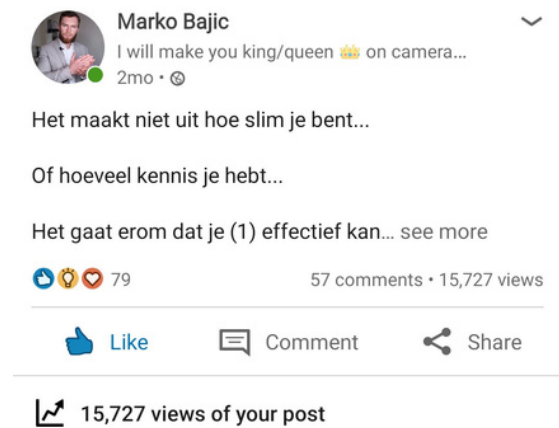 Marko Bajic
I will make you king/queen 👑 on camera...
2mo •
Het maakt niet uit hoe slim je bent...
Of hoeveel kennis je hebt...
Het gaat erom dat je (1) effectief kan... see more
79
57 comments • 15,727 views
Like
Comment
Share
15,727 views of your post